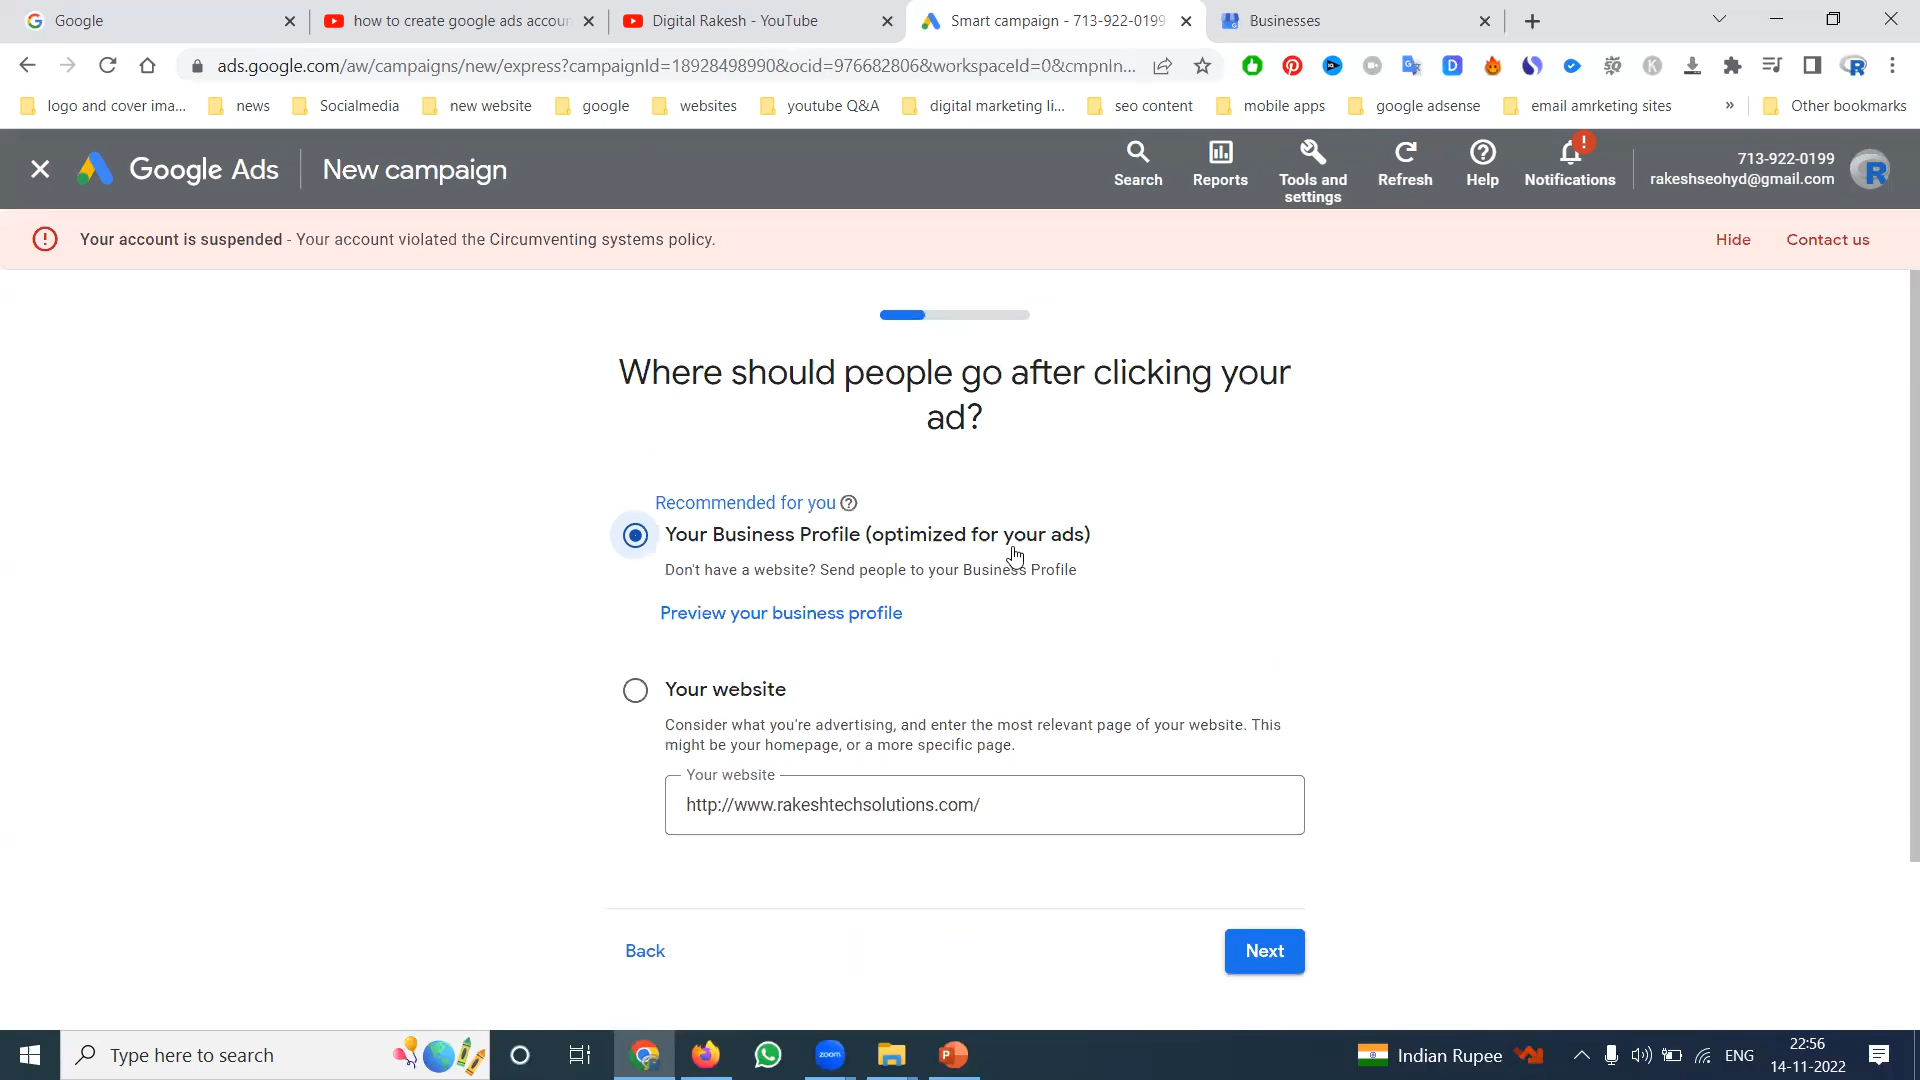 Google
how to create google ads accoun
Digital Rakesh - YouTube
Smart campaign - 713-922-0199
Businesses
ads.google.com/aw/campaigns/new/express?campaignId=18928498990&ocid=976682806&workspaceId=0&cmpnIn...
logo and cover ima...
news
Socialmedia
new website
google
websites
youtube Q&A
digital marketing li...
seo content
mobile apps
google adsense
email amrketing sites
»
Other bookmarks
Google Ads
New campaign
Search
Reports
Tools and
settings
Refresh
Help
Notifications
713-922-0199
rakeshseohyd@gmail.com
Your account is suspended - Your account violated the Circumventing systems policy.
Hide
Contact us
Where should people go after clicking your
ad?
Recommended for you
Your Business Profile (optimized for your ads)
Don't have a website? Send people to your Business Profile
Preview your business profile
Your website
Consider what you're advertising, and enter the most relevant page of your website. This
might be your homepage, or a more specific page.
Your website
http://www.rakeshtechsolutions.com/
Back
Next
Type here to search
zoom
Indian Rupee
ENG
22:56
14-11-2022